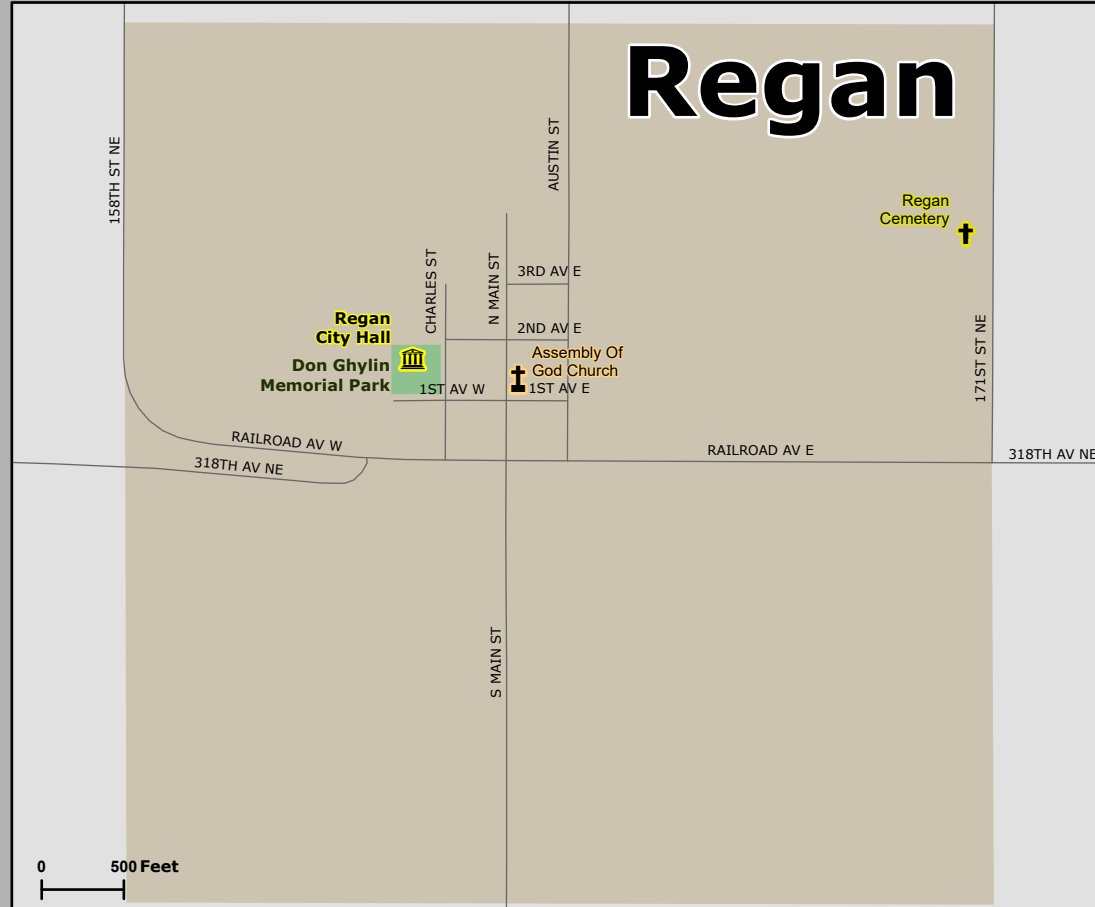 Regan
158TH ST NE
AUSTIN ST
Regan
Cemetery
CHARLES ST
N MAIN ST
3RD AV E
Regan
City Hall
2ND AV E
171ST ST NE
Don Ghylin
Memorial Park
Assembly Of
God Church
1ST AV W
1ST AV E
RAILROAD AV W
318TH AV NE
RAILROAD AV E
318TH AV NE
S MAIN ST
0
500 Feet